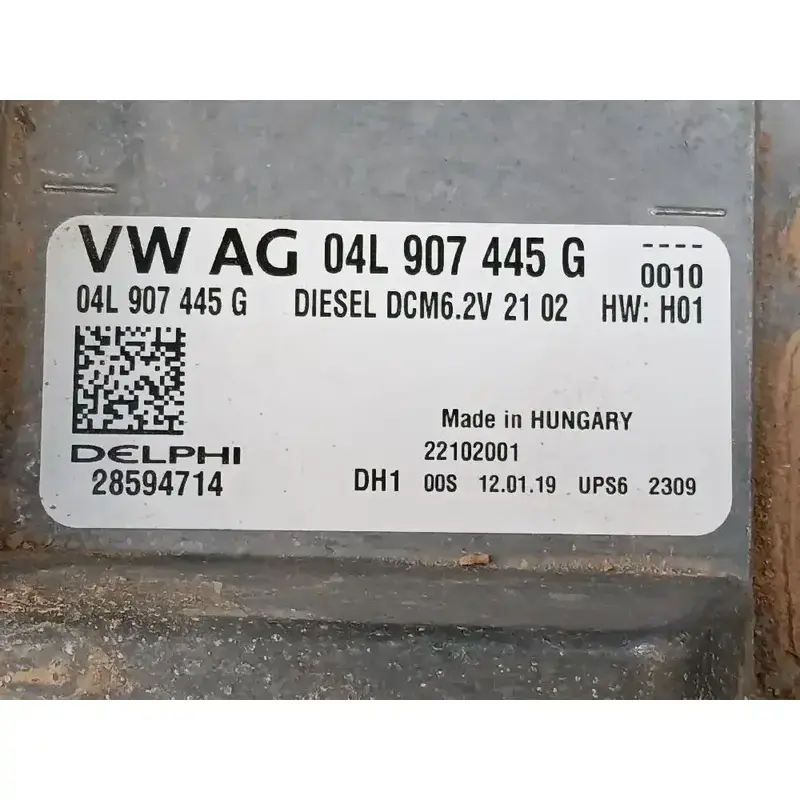 VW AG 04L 907 445 G ----
0010
04L 907 445 G DIESEL DCM6.2V 21 02 HW: H01
Made in HUNGARY
DELPHI 22102001
28594714 DH1 00S 12.01.19 UPS6 2309